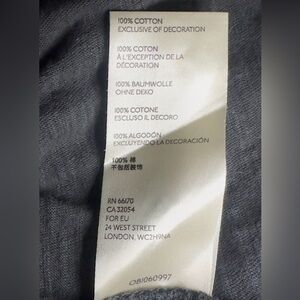 100% COTTON
EXCLUSIVE OF DECORATION
100% COTON
À L'EXCEPTION DE LA
DÉCORATION
100% BAUMWOLLE
OHNE DEKO
100% COTONE
ESCLUSO IL DECORO
100% ALGODÓN
EXCLUYENDO LA DECORACIÓN
100% 棉
不包括装饰
RN 66170
CA 32054
FOR EU
24 WEST STREET
LONDON, WC2H9NA
OBI060997